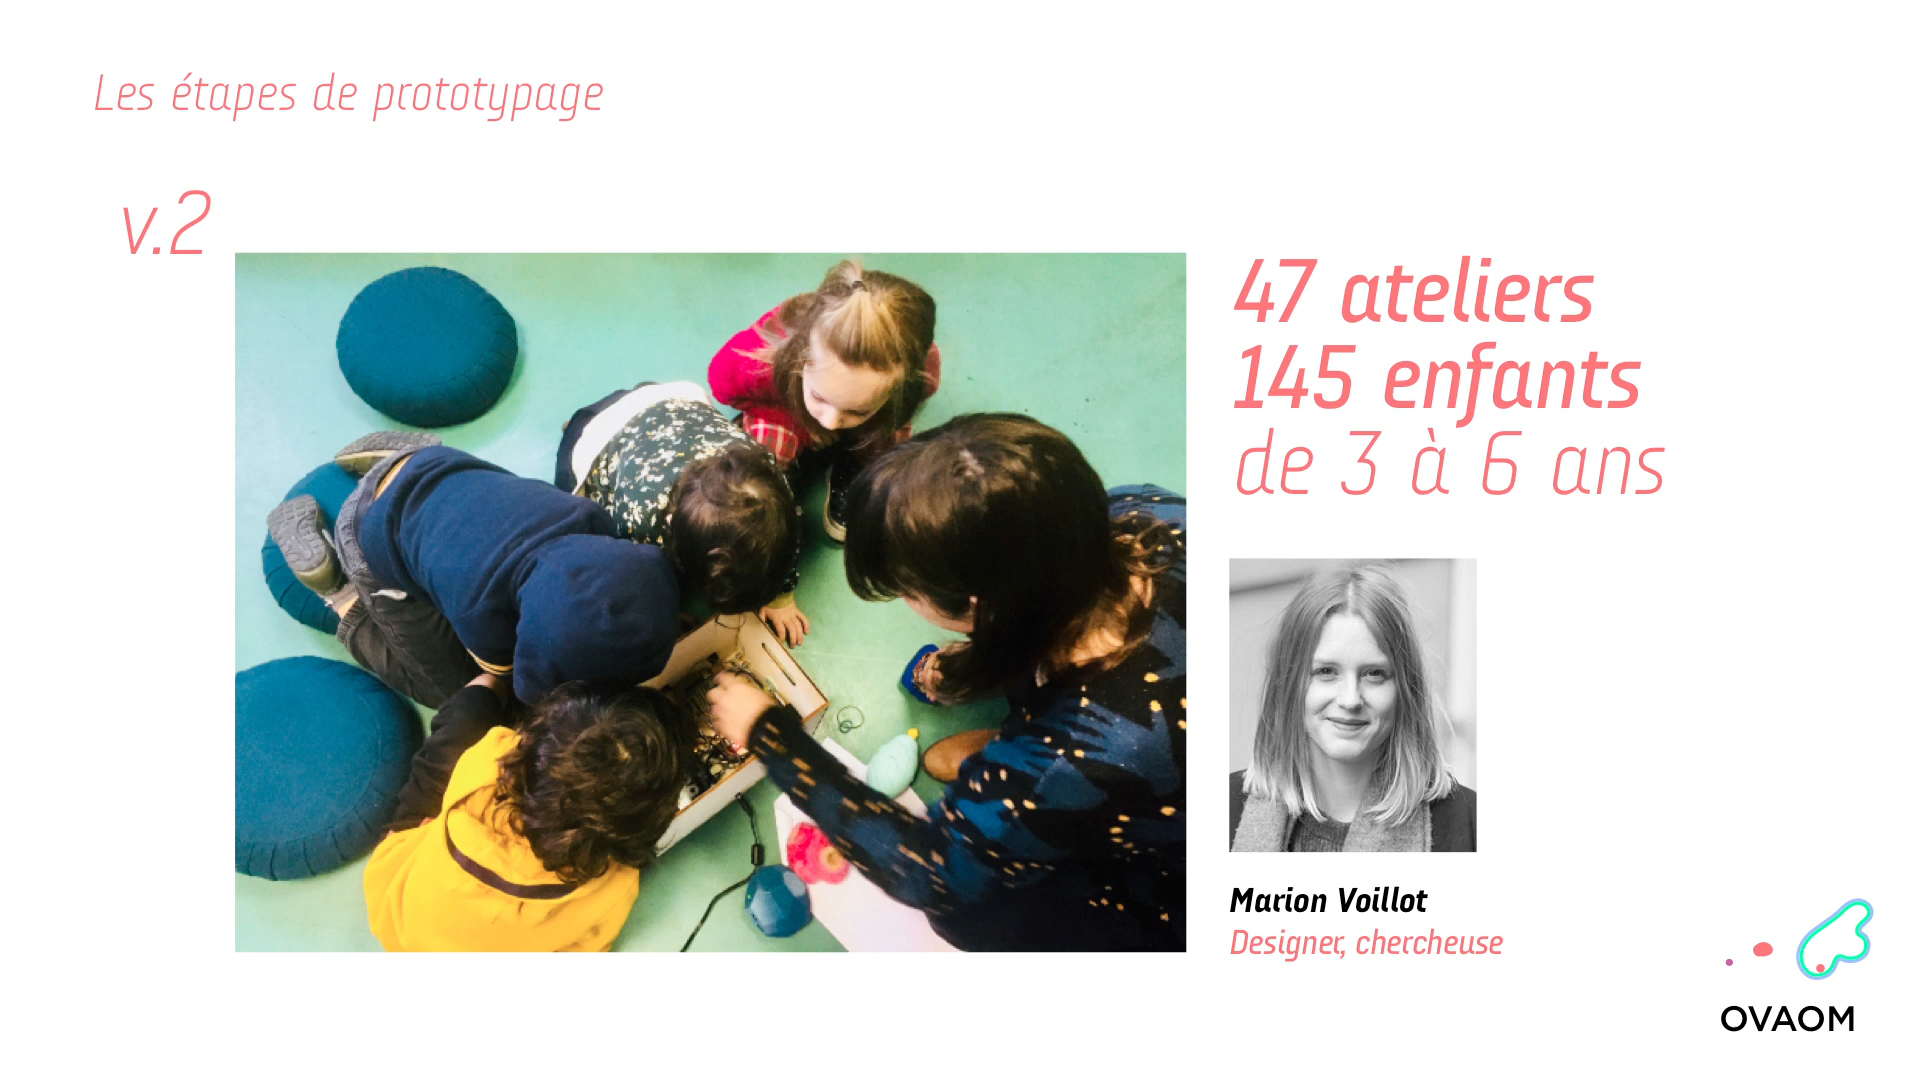 Les étapes de prototypage
v.2
47 ateliers
145 enfants
de 3 à 6 ans
Marion Voillot
Designer, chercheuse
OVAOM